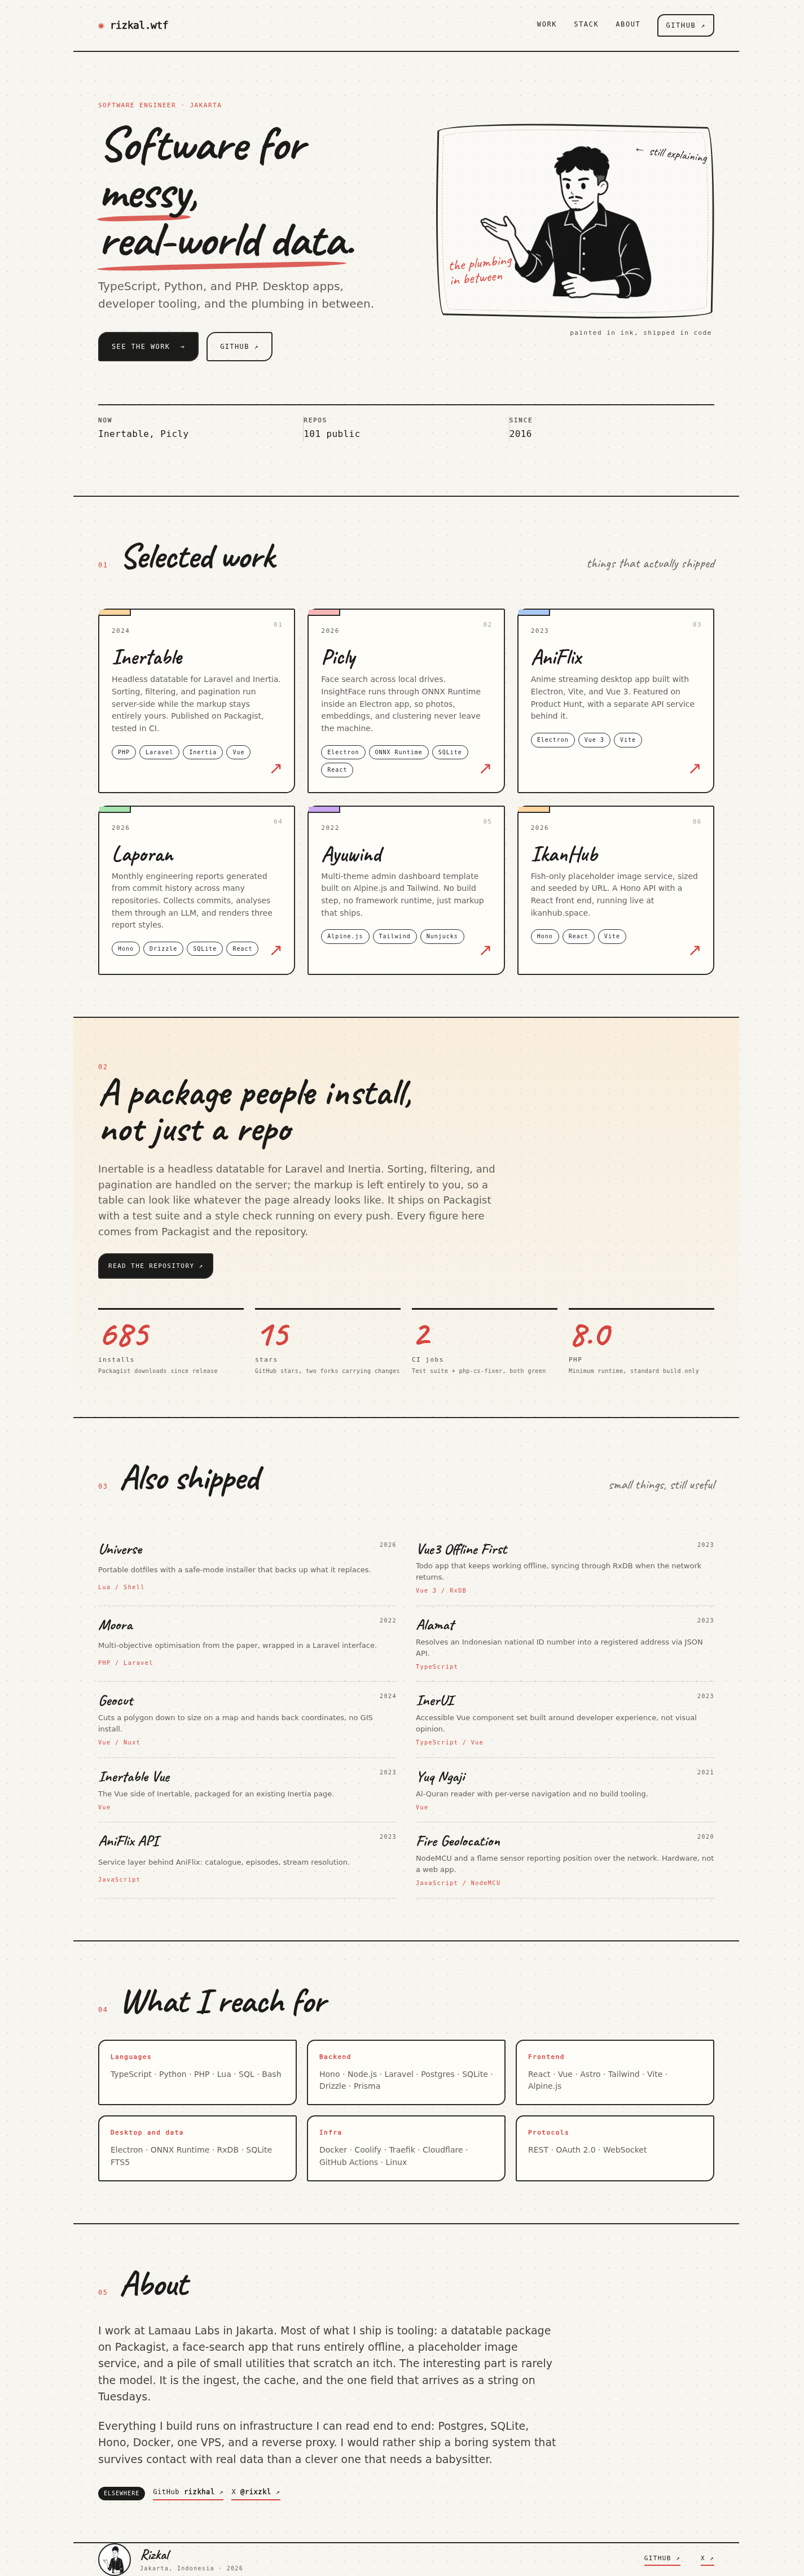 rizkal.wtf
WORK STACK ABOUT GITHUB ↗
SOFTWARE ENGINEER · JAKARTA
Software for
messy,
real-world data.
TypeScript, Python, and PHP. Desktop apps,
developer tooling, and the plumbing in between.
SEE THE WORK →
GITHUB ↗
← still explaining
the plumbing
in between
painted in ink, shipped in code
NOW
Inertable, Picly
REPOS
101 public
SINCE
2016
01 Selected work
things that actually shipped
01
2024
Inertable
Headless datatable for Laravel and Inertia.
Sorting, filtering, and pagination run
server-side while the markup stays
entirely yours. Published on Packagist,
tested in CI.
PHP Laravel Inertia Vue
↗
02
2026
Picly
Face search across local drives.
InsightFace runs through ONNX Runtime
inside an Electron app, so photos,
embeddings, and clustering never leave
the machine.
Electron ONNX Runtime SQLite
React
↗
03
2023
AniFlix
Anime streaming desktop app built with
Electron, Vite, and Vue 3. Featured on
Product Hunt, with a separate API service
behind it.
Electron Vue 3 Vite
↗
04
2026
Laporan
Monthly engineering reports generated
from commit history across many
repositories. Collects commits, analyses
them through an LLM, and renders three
report styles.
Hono Drizzle SQLite React
↗
05
2022
Ayuwind
Multi-theme admin dashboard template
built on Alpine.js and Tailwind. No build
step, no framework runtime, just markup
that ships.
Alpine.js Tailwind Nunjucks
↗
06
2026
IkanHub
Fish-only placeholder image service, sized
and seeded by URL. A Hono API with a
React front end, running live at
ikanhub.space.
Hono React Vite
↗
02
A package people install,
not just a repo
Inertable is a headless datatable for Laravel and Inertia. Sorting, filtering, and
pagination are handled on the server; the markup is left entirely to you, so a
table can look like whatever the page already looks like. It ships on Packagist
with a test suite and a style check running on every push. Every figure here
comes from Packagist and the repository.
READ THE REPOSITORY ↗
685
installs
Packagist downloads since release
15
stars
GitHub stars, two forks carrying changes
2
CI jobs
Test suite + php-cs-fixer, both green
8.0
PHP
Minimum runtime, standard build only
03 Also shipped
small things, still useful
Universe 2026
Portable dotfiles with a safe-mode installer that backs up what it replaces.
Lua / Shell
Vue3 Offline First 2023
Todo app that keeps working offline, syncing through RxDB when the network
returns.
Vue 3 / RxDB
Moora 2022
Multi-objective optimisation from the paper, wrapped in a Laravel interface.
PHP / Laravel
Alamat 2023
Resolves an Indonesian national ID number into a registered address via JSON
API.
TypeScript
Geocut 2024
Cuts a polygon down to size on a map and hands back coordinates, no GIS
install.
Vue / Nuxt
InerUI 2023
Accessible Vue component set built around developer experience, not visual
opinion.
TypeScript / Vue
Inertable Vue 2023
The Vue side of Inertable, packaged for an existing Inertia page.
Vue
Yuq Ngaji 2021
Al-Quran reader with per-verse navigation and no build tooling.
Vue
AniFlix API 2023
Service layer behind AniFlix: catalogue, episodes, stream resolution.
JavaScript
Fire Geolocation 2020
NodeMCU and a flame sensor reporting position over the network. Hardware, not
a web app.
JavaScript / NodeMCU
04 What I reach for
Languages
TypeScript · Python · PHP · Lua · SQL · Bash
Backend
Hono · Node.js · Laravel · Postgres · SQLite ·
Drizzle · Prisma
Frontend
React · Vue · Astro · Tailwind · Vite ·
Alpine.js
Desktop and data
Electron · ONNX Runtime · RxDB · SQLite
FTS5
Infra
Docker · Coolify · Traefik · Cloudflare ·
GitHub Actions · Linux
Protocols
REST · OAuth 2.0 · WebSocket
05 About
I work at Lamaau Labs in Jakarta. Most of what I ship is tooling: a datatable package
on Packagist, a face-search app that runs entirely offline, a placeholder image
service, and a pile of small utilities that scratch an itch. The interesting part is rarely
the model. It is the ingest, the cache, and the one field that arrives as a string on
Tuesdays.
Everything I build runs on infrastructure I can read end to end: Postgres, SQLite,
Hono, Docker, one VPS, and a reverse proxy. I would rather ship a boring system that
survives contact with real data than a clever one that needs a babysitter.
ELSEWHERE GitHub rizkhal ↗ X @rixzkl ↗
Rizkal
Jakarta, Indonesia · 2026
GITHUB ↗ X ↗